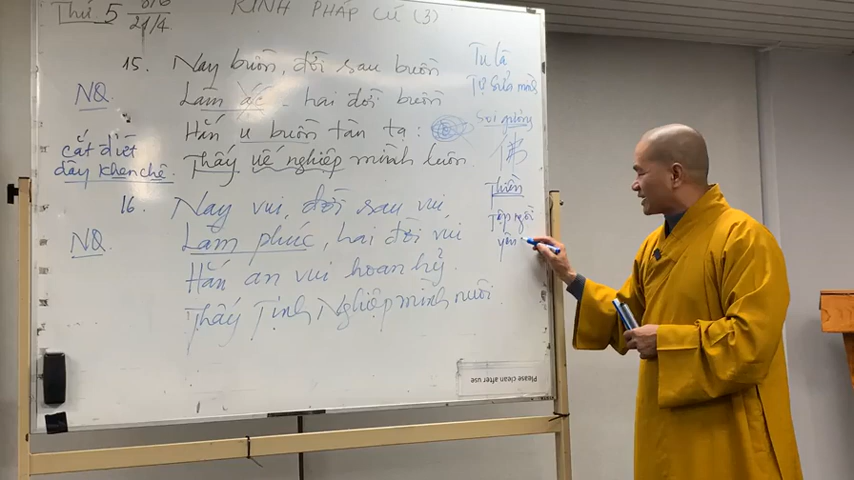 Thứ 5
21/4
KINH PHÁP CÚ (3)
15. Nay buồn, đời sau buồn
NQ.
Làm ác - hai đời buồn
Hắn u buồn tàn tạ:
cắt đứt
dây khen chê.
Thấy uế nghiệp mình luôn
16. Nay vui, đời sau vui
NQ.
Làm phúc, hai đời vui
Hắn an vui hoan hỷ.
Thấy Tịnh Nghiệp mình nuôi.
Tu là
Tự sửa mình
Soi gương
佛
Thiền
Tập ngồi
yên
Please clean after use